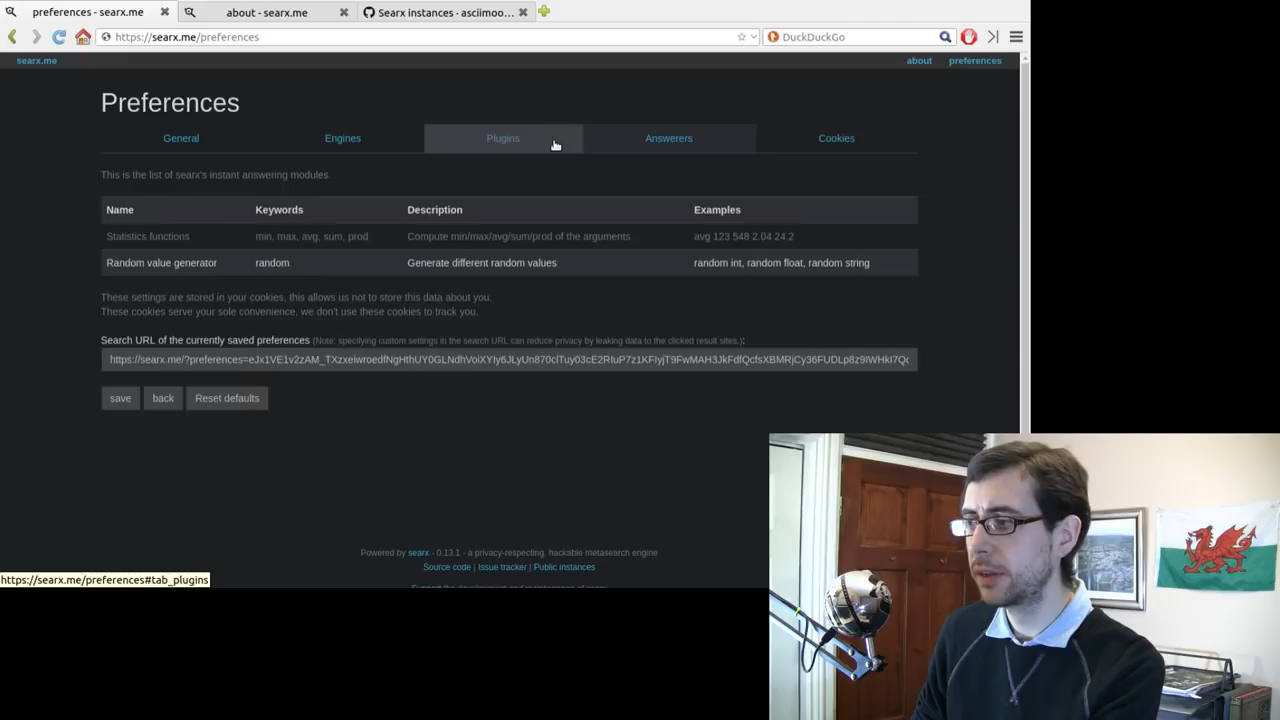 preferences - searx.me
about - searx.me
Searx instances · asciimoo...
https://searx.me/preferences
DuckDuckGo
searx.me
about
preferences
Preferences
General
Engines
Plugins
Answerers
Cookies
This is the list of searx's instant answering modules.
Name Keywords Description Examples
Statistics functions min, max, avg, sum, prod Compute min/max/avg/sum/prod of the arguments avg 123 548 2.04 24.2
Random value generator random Generate different random values random int, random float, random string
These settings are stored in your cookies, this allows us not to store this data about you.
These cookies serve your sole convenience, we don't use these cookies to track you.
Search URL of the currently saved preferences (Note: specifying custom settings in the search URL can reduce privacy by leaking data to the clicked result sites.):
save back Reset defaults
Powered by searx - 0.13.1 - a privacy-respecting, hackable metasearch engine
Source code | Issue tracker | Public instances
https://searx.me/preferences#tab_plugins